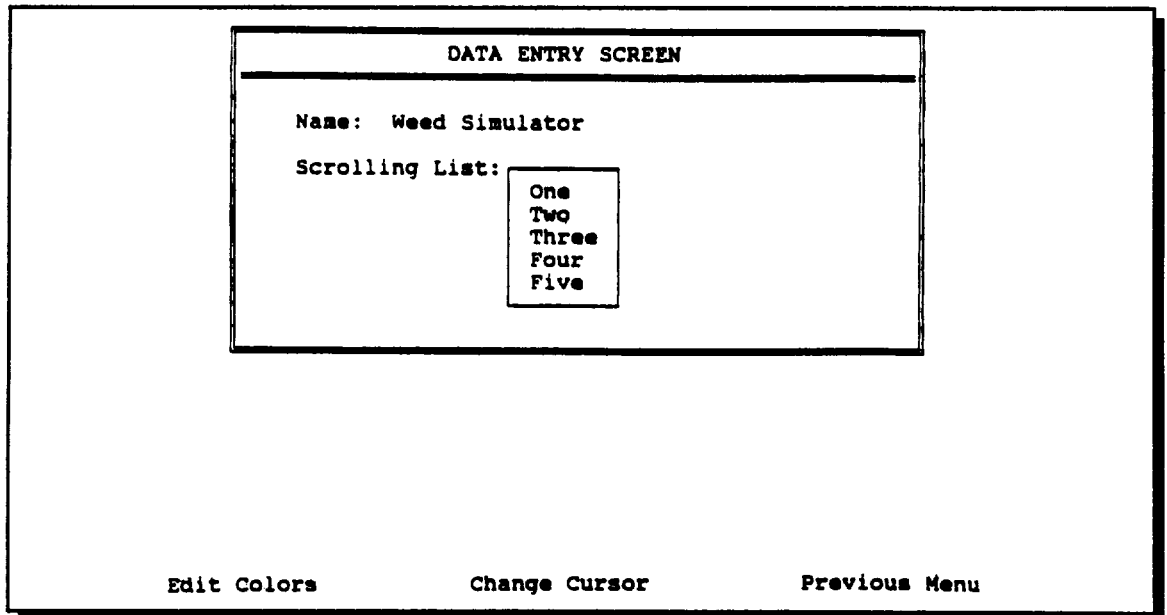 DATA ENTRY SCREEN
Name: Weed Simulator
Scrolling List:
One
Two
Three
Four
Five
Edit Colors Change Cursor Previous Menu